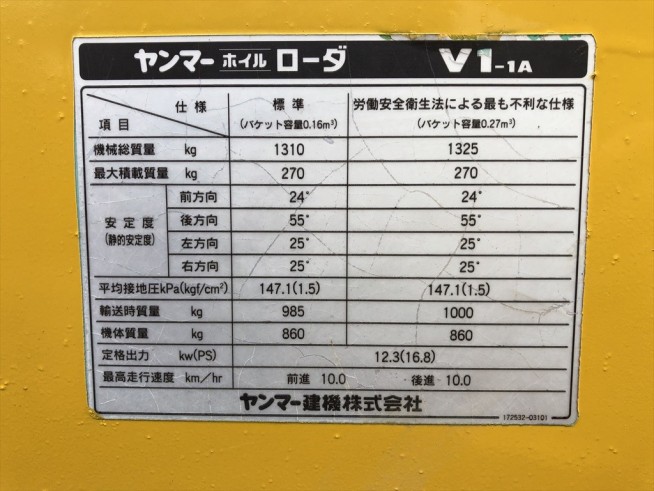 ヤンマー ホイル ローダ V1-1A
仕様 標準 労働安全衛生法による最も不利な仕様
項目 (バケット容量0.16m³) (バケット容量0.27m³)
機械総質量 kg 1310 1325
最大積載質量 kg 270 270
前方向 24° 24°
安定度 後方向 55° 55°
(静的安定度) 左方向 25° 25°
右方向 25° 25°
平均接地圧kPa(kgf/cm²) 147.1(1.5) 147.1(1.5)
輸送時質量 kg 985 1000
機体質量 kg 860 860
定格出力 kw(PS) 12.3(16.8)
最高走行速度 km/hr 前進 10.0 後進 10.0
ヤンマー建機株式会社
172532-03101